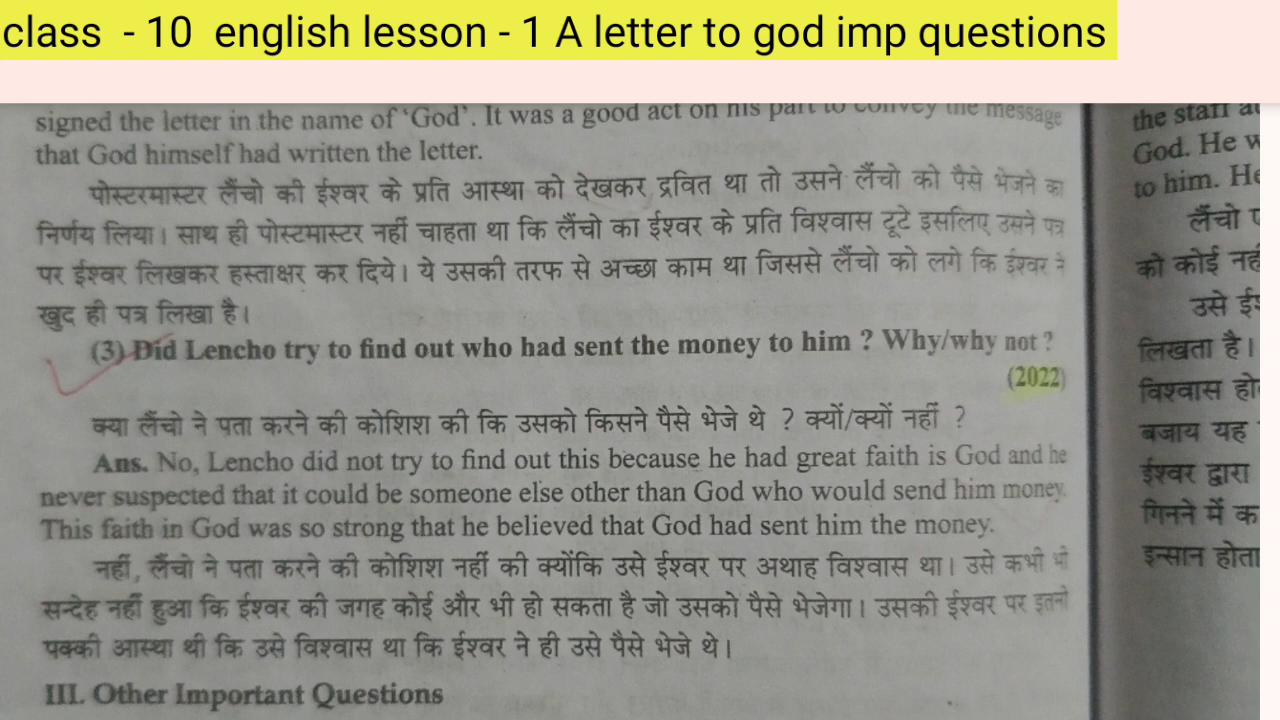 class - 10 english lesson - 1 A letter to god imp questions
signed the letter in the name of 'God'. It was a good act on his part to convey the message
that God himself had written the letter.
पोस्टरमास्टर लैंचो की ईश्वर के प्रति आस्था को देखकर द्रवित था तो उसने लैंचो को पैसे भेजने का
निर्णय लिया। साथ ही पोस्टमास्टर नहीं चाहता था कि लैंचो का ईश्वर के प्रति विश्वास टूटे इसलिए उसने पत्र
पर ईश्वर लिखकर हस्ताक्षर कर दिये। ये उसकी तरफ से अच्छा काम था जिससे लैंचो को लगे कि ईश्वर ने
खुद ही पत्र लिखा है।
(3) Did Lencho try to find out who had sent the money to him ? Why/why not ?
(2022)
क्या लैंचो ने पता करने की कोशिश की कि उसको किसने पैसे भेजे थे ? क्यों/क्यों नहीं ?
Ans. No, Lencho did not try to find out this because he had great faith is God and he
never suspected that it could be someone else other than God who would send him money.
This faith in God was so strong that he believed that God had sent him the money.
नहीं, लैंचो ने पता करने की कोशिश नहीं की क्योंकि उसे ईश्वर पर अथाह विश्वास था। उसे कभी भी
सन्देह नहीं हुआ कि ईश्वर की जगह कोई और भी हो सकता है जो उसको पैसे भेजेगा। उसकी ईश्वर पर इतनी
पक्की आस्था थी कि उसे विश्वास था कि ईश्वर ने ही उसे पैसे भेजे थे।
III. Other Important Questions
the staff
God. He
to him. He
लैंचो
को कोई
उसे
लिखता है।
विश्वास
बजाय यह
ईश्वर द्वारा
गिनने में
इन्सान होता